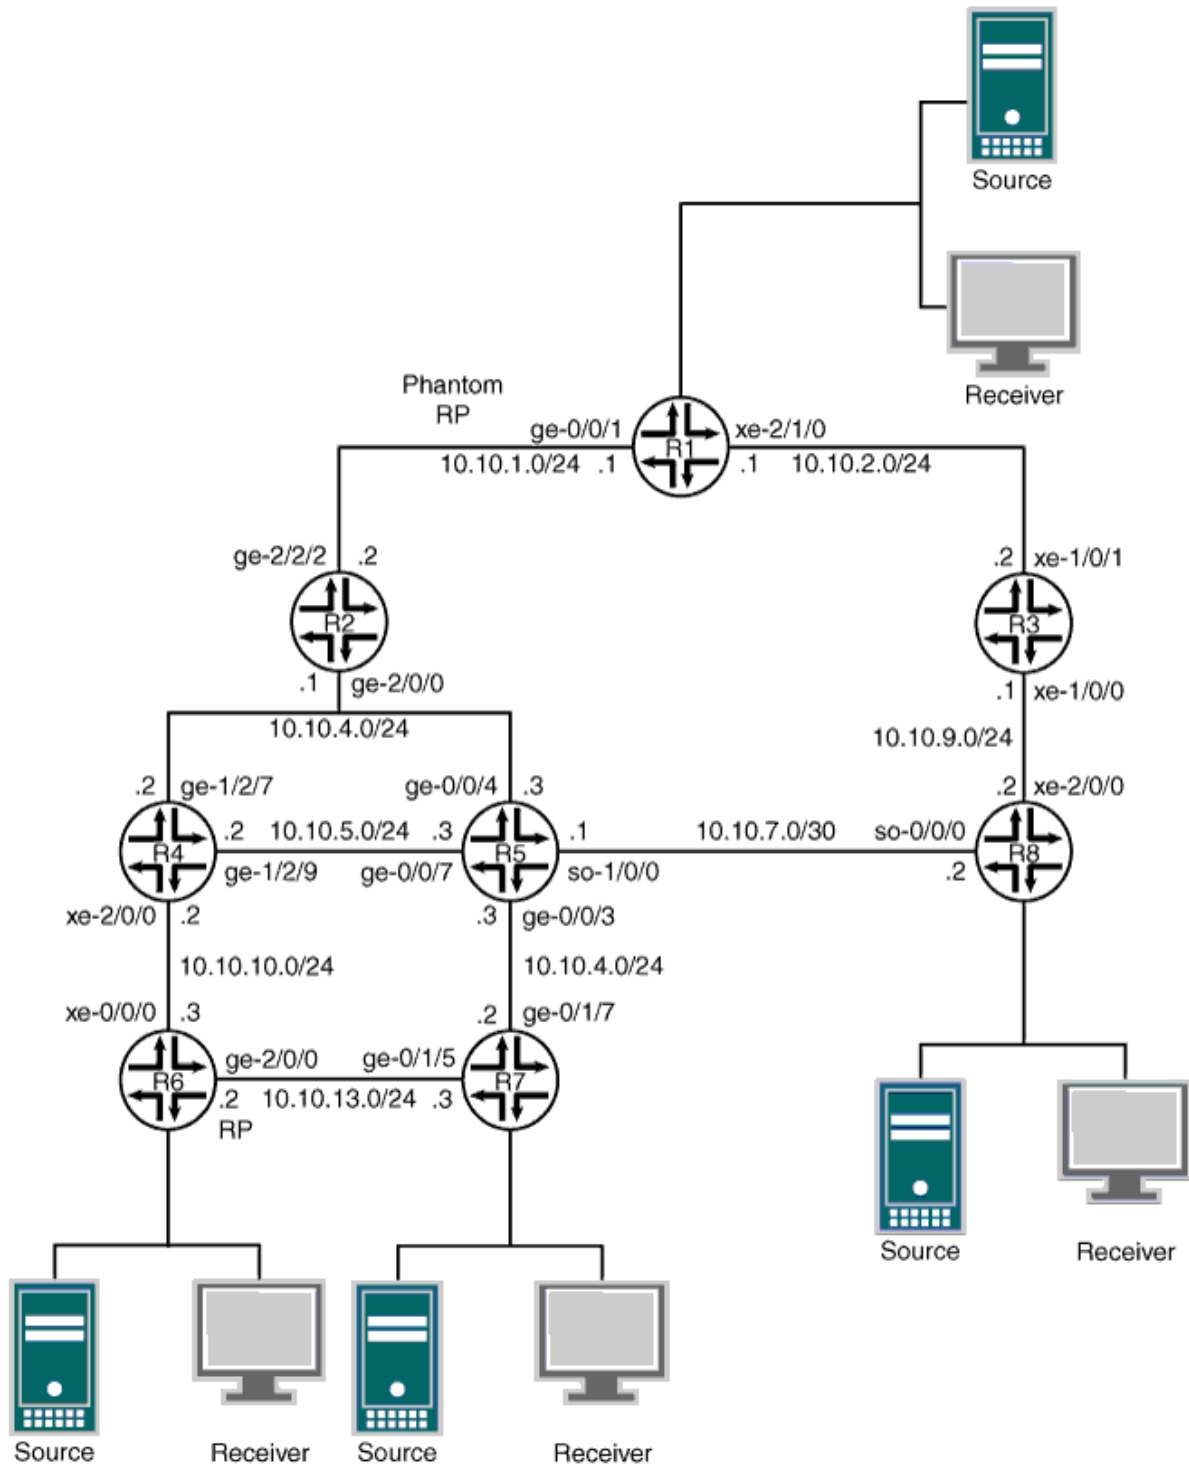 Source
Receiver
Phantom
RP
ge-0/0/1
R1
xe-2/1/0
10.10.1.0/24
.1
.1
10.10.2.0/24
ge-2/2/2
.2
.2
xe-1/0/1
R2
R3
.1
ge-2/0/0
.1
xe-1/0/0
10.10.4.0/24
10.10.9.0/24
.2
ge-1/2/7
ge-0/0/4
.3
.2
xe-2/0/0
.2
10.10.5.0/24
.3
.1
10.10.7.0/30
so-0/0/0
R4
R5
R8
ge-1/2/9
ge-0/0/7
so-1/0/0
.2
xe-2/0/0
.2
.3
ge-0/0/3
10.10.10.0/24
10.10.4.0/24
xe-0/0/0
.3
.2
ge-0/1/7
ge-2/0/0
ge-0/1/5
R6
R7
.2
10.10.13.0/24
.3
RP
Source
Receiver
Source
Receiver
Source
Receiver